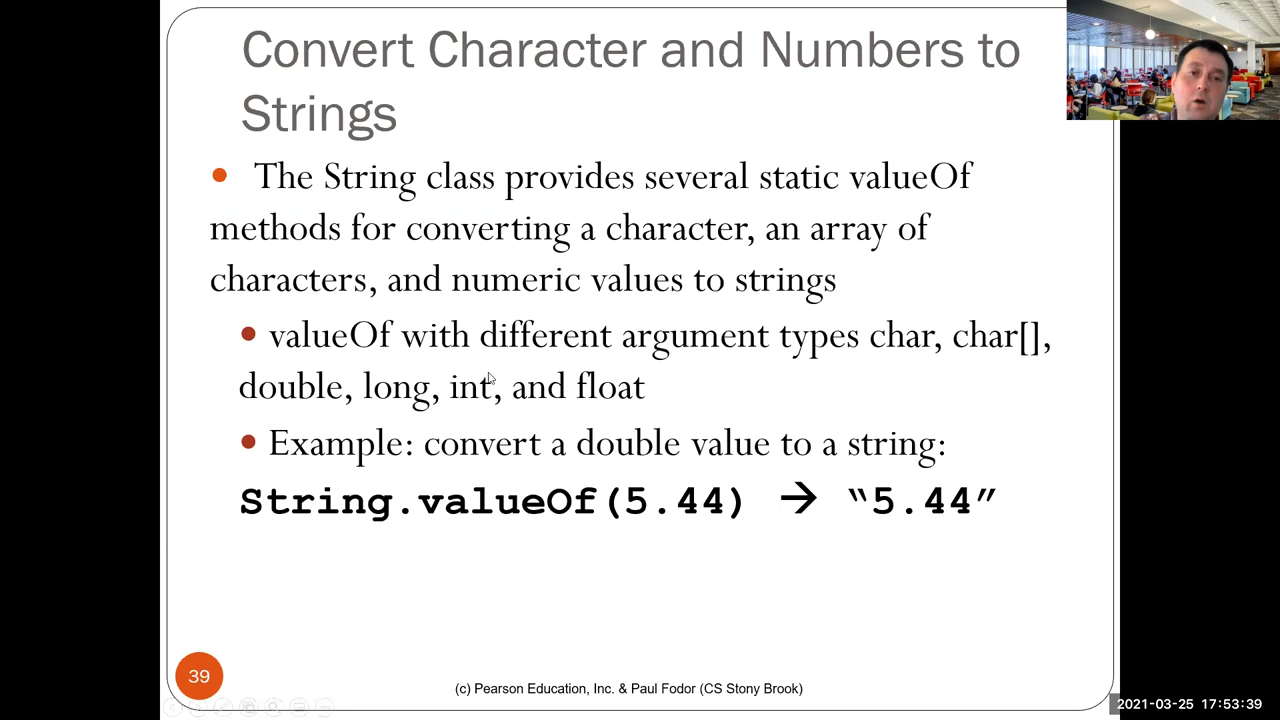 Convert Character and Numbers to
Strings
• The String class provides several static valueOf
methods for converting a character, an array of
characters, and numeric values to strings
• valueOf with different argument types char, char[],
double, long, int, and float
• Example: convert a double value to a string:
String.valueOf(5.44) → “5.44”
39
(c) Pearson Education, Inc. & Paul Fodor (CS Stony Brook)
2021-03-25 17:53:39